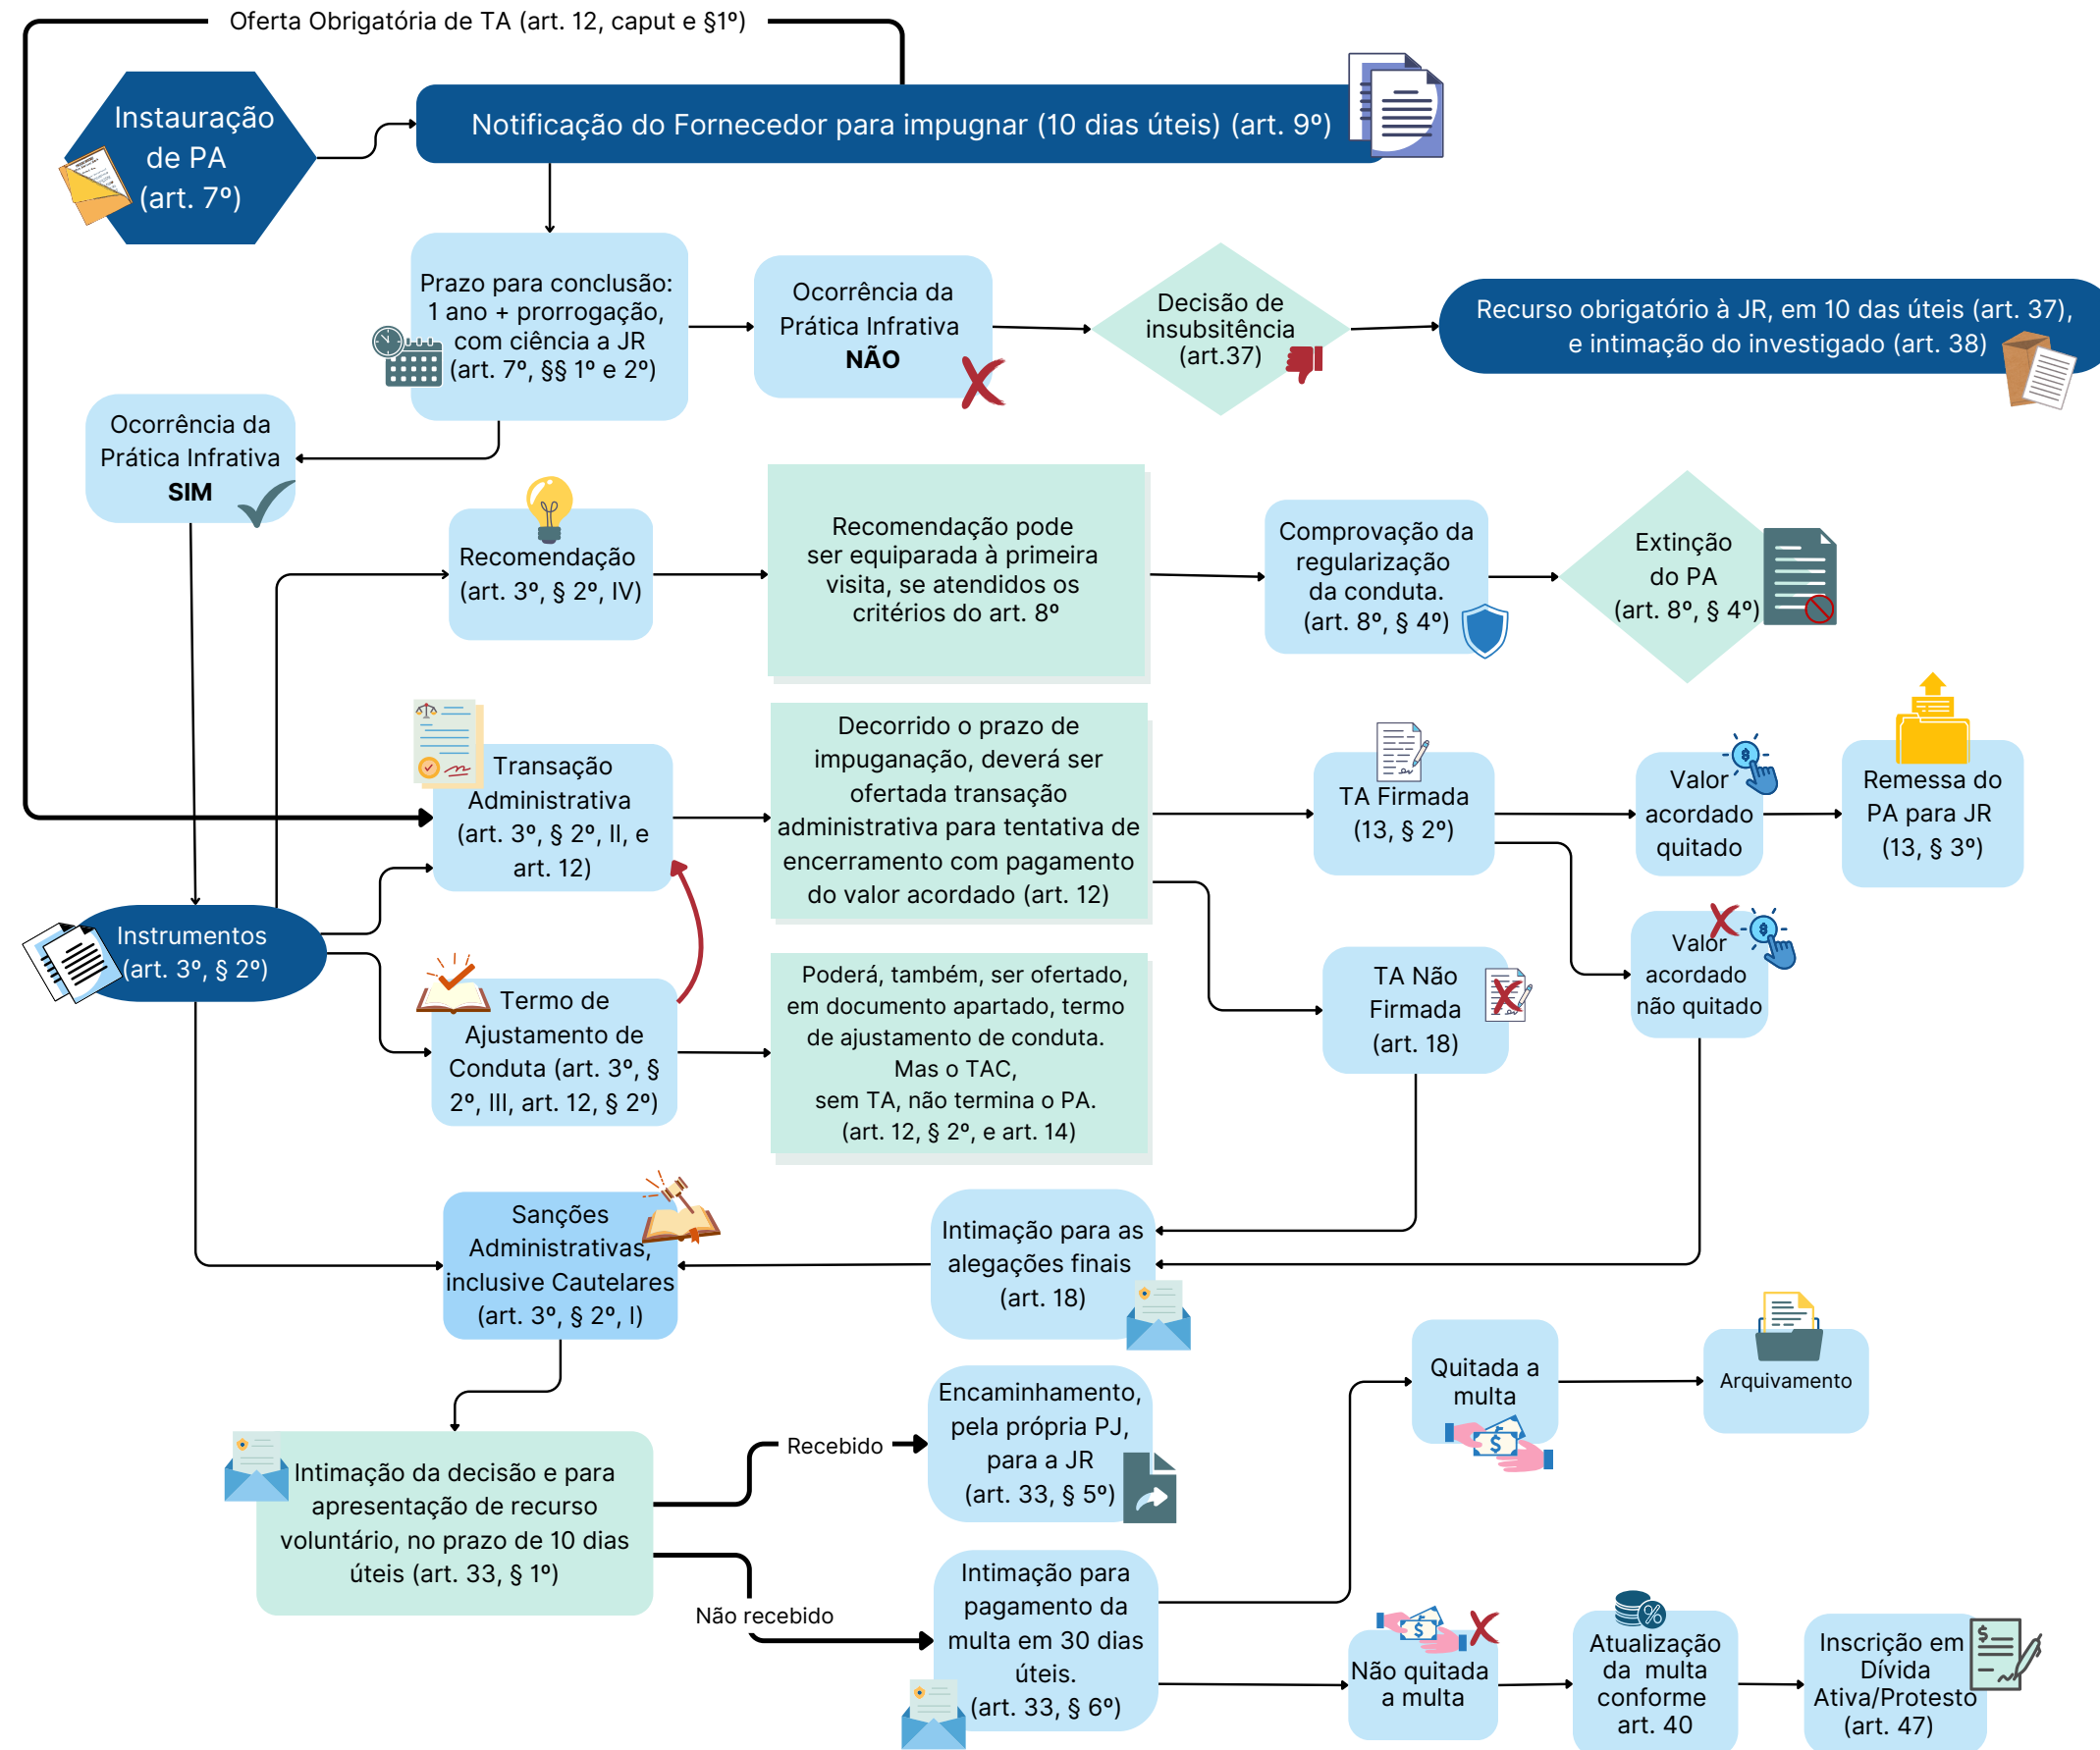 Oferta Obrigatória de TA (art. 12, caput e §1º)
Instauração
de PA
(art. 7º)
Notificação do Fornecedor para impugnar (10 dias úteis) (art. 9º)
Prazo para conclusão:
1 ano + prorrogação,
com ciência a JR
(art. 7º, §§ 1º e 2º)
Ocorrência da
Prática Infrativa
NÃO
Decisão de
insubsitência
(art.37)
Recurso obrigatório à JR, em 10 das úteis (art. 37),
e intimação do investigado (art. 38)
Ocorrência da
Prática Infrativa
SIM
Recomendação
(art. 3º, § 2º, IV)
Recomendação pode
ser equiparada à primeira
visita, se atendidos os
critérios do art. 8º
Comprovação da
regularização
da conduta.
(art. 8º, § 4º)
Extinção
do PA
(art. 8º, § 4º)
Transação
Administrativa
(art. 3º, § 2º, II, e
art. 12)
Decorrido o prazo de
impuganação, deverá ser
ofertada transação
administrativa para tentativa de
encerramento com pagamento
do valor acordado (art. 12)
TA Firmada
(13, § 2º)
Valor
acordado
quitado
Remessa do
PA para JR
(13, § 3º)
Instrumentos
(art. 3º, § 2º)
Valor
acordado
não quitado
Termo de
Ajustamento de
Conduta (art. 3º, §
2º, III, art. 12, § 2º)
Poderá, também, ser ofertado,
em documento apartado, termo
de ajustamento de conduta.
Mas o TAC,
sem TA, não termina o PA.
(art. 12, § 2º, e art. 14)
TA Não
Firmada
(art. 18)
Sanções
Administrativas,
inclusive Cautelares
(art. 3º, § 2º, I)
Intimação para as
alegações finais
(art. 18)
Intimação da decisão e para
apresentação de recurso
voluntário, no prazo de 10 dias
úteis (art. 33, § 1º)
Recebido
Encaminhamento,
pela própria PJ,
para a JR
(art. 33, § 5º)
Quitada a
multa
Arquivamento
Não recebido
Intimação para
pagamento da
multa em 30 dias
úteis.
(art. 33, § 6º)
Não quitada
a multa
Atualização
da multa
conforme
art. 40
Inscrição em
Dívida
Ativa/Protesto
(art. 47)